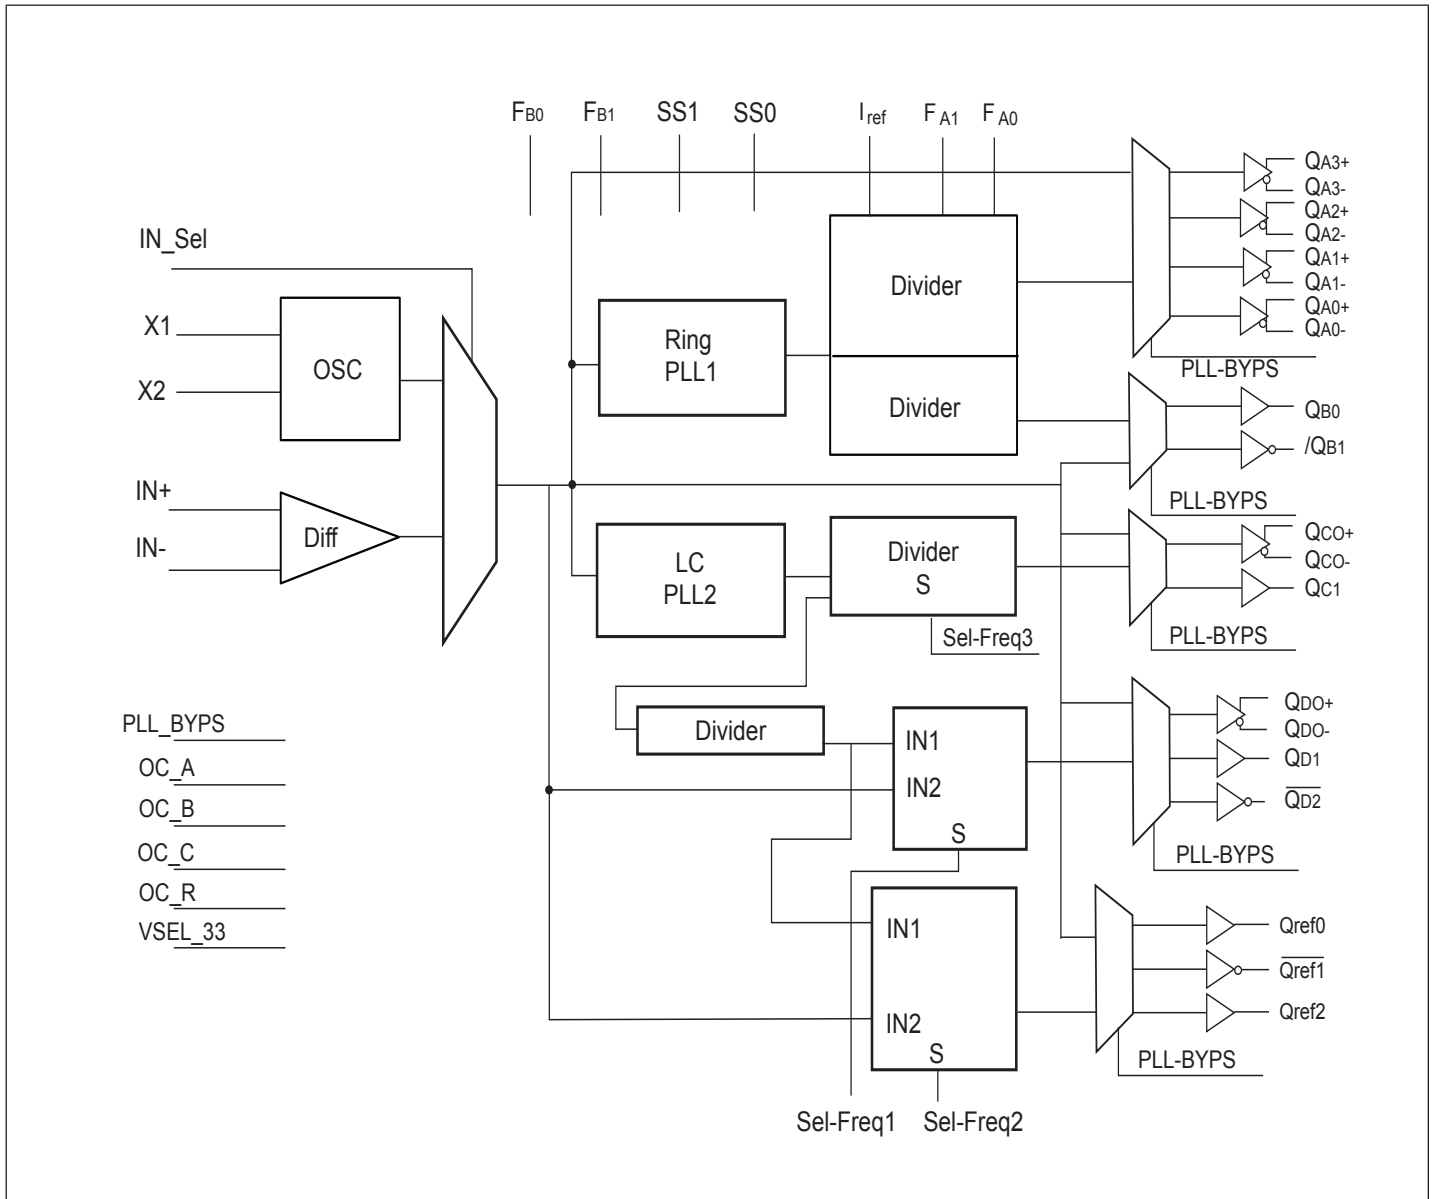 FB0 FB1 SS1 SS0 Iref FA1 FA0
QA3+
QA3-
QA2+
QA2-
QA1+
QA1-
QA0+
QA0-
PLL-BYPS
IN_Sel
X1
X2
OSC
IN+
IN-
Diff
Ring
PLL1
Divider
Divider
QB0
/QB1
PLL-BYPS
LC
PLL2
Divider
S
Sel-Freq3
QCO+
QCO-
QC1
PLL-BYPS
Divider
IN1
IN2
S
QDO+
QDO-
QD1
QD2
PLL-BYPS
IN1
IN2
S
Qref0
Qref1
Qref2
PLL-BYPS
Sel-Freq1 Sel-Freq2
PLL_BYPS
OC_A
OC_B
OC_C
OC_R
VSEL_33